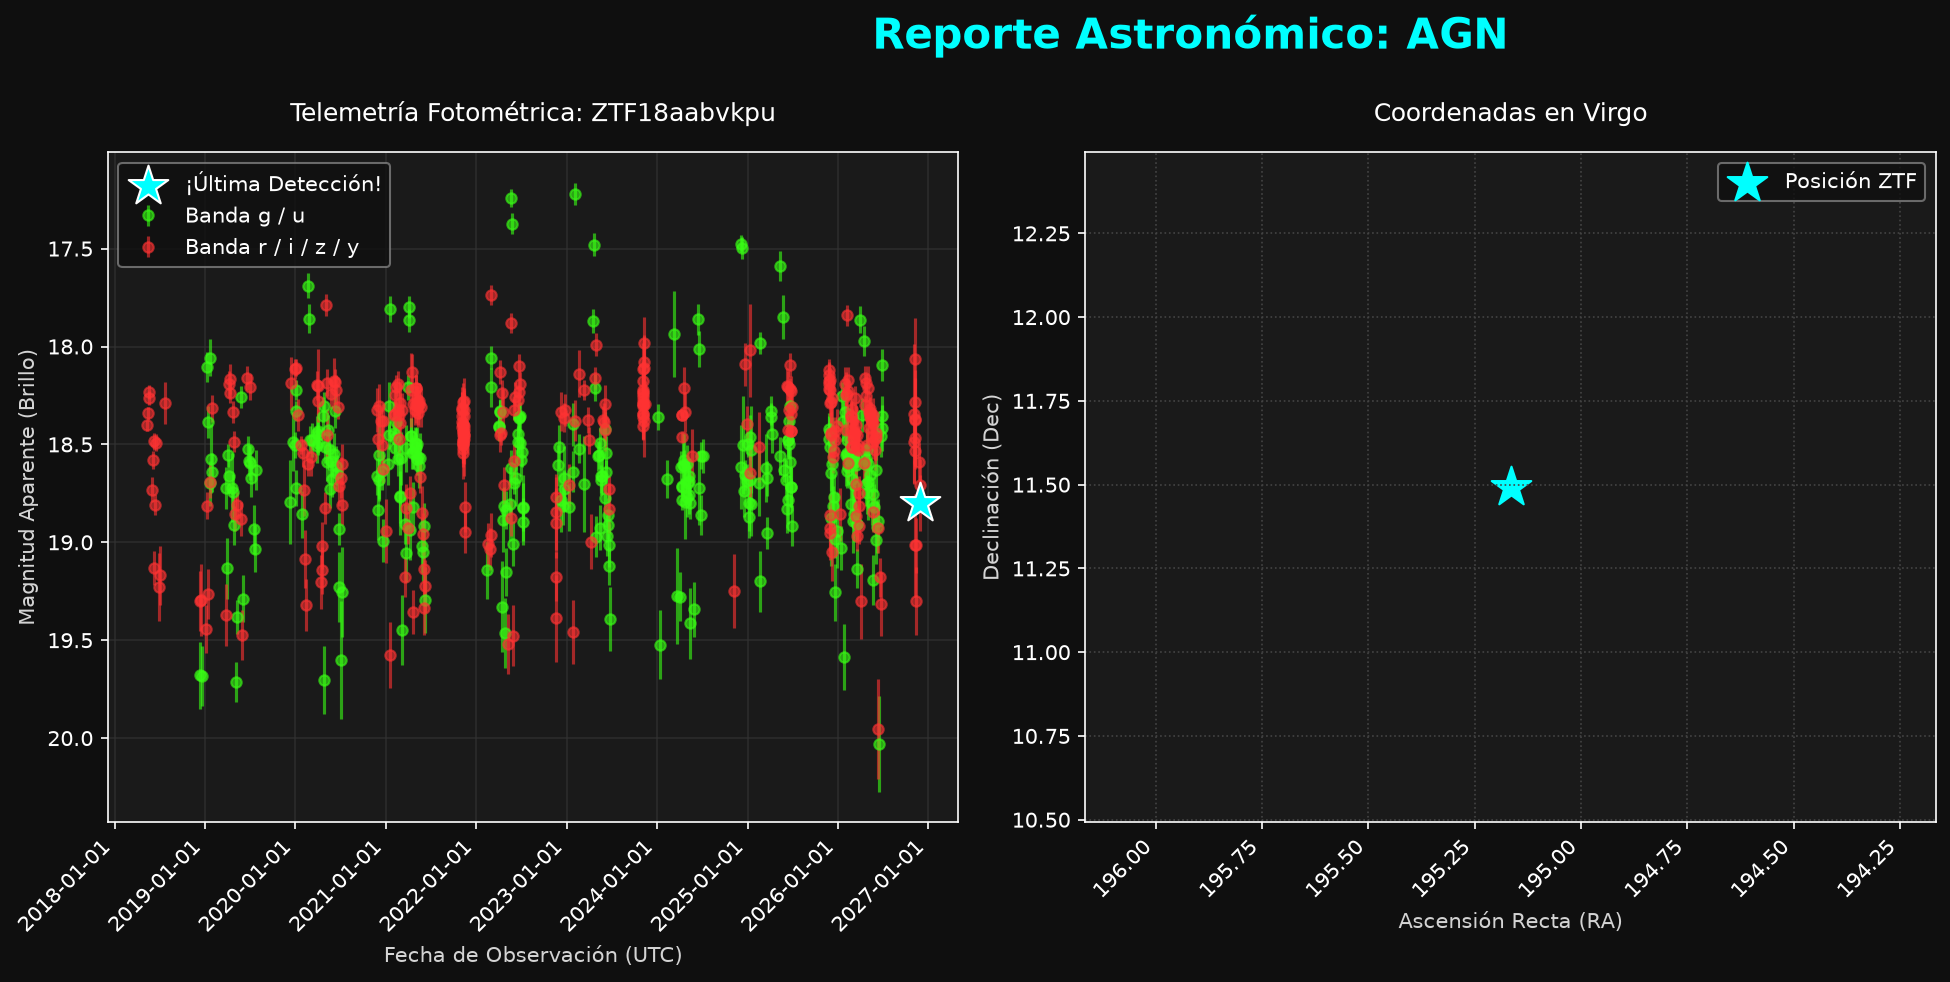 Reporte Astronómico: AGN
Telemetría Fotométrica: ZTF18aabvkpu
¡Última Detección!
Banda g / u
Banda r / i / z / y
Magnitud Aparente (Brillo)
17.5
18.0
18.5
19.0
19.5
20.0
2018-01-01
2019-01-01
2020-01-01
2021-01-01
2022-01-01
2023-01-01
2024-01-01
2025-01-01
2026-01-01
2027-01-01
Fecha de Observación (UTC)
Coordenadas en Virgo
Posición ZTF
Declinación (Dec)
12.25
12.00
11.75
11.50
11.25
11.00
10.75
10.50
196.00
195.75
195.50
195.25
195.00
194.75
194.50
194.25
Ascensión Recta (RA)